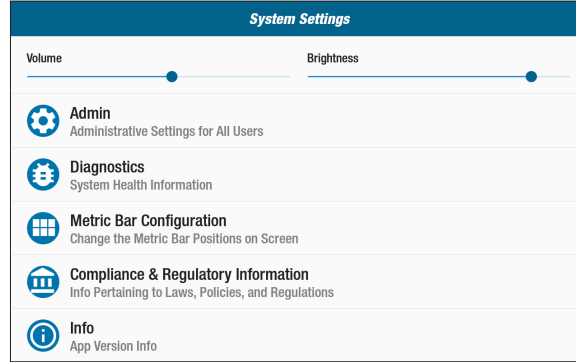 System Settings
Volume Brightness
Admin
Administrative Settings for All Users
Diagnostics
System Health Information
Metric Bar Configuration
Change the Metric Bar Positions on Screen
Compliance & Regulatory Information
Info Pertaining to Laws, Policies, and Regulations
Info
App Version Info